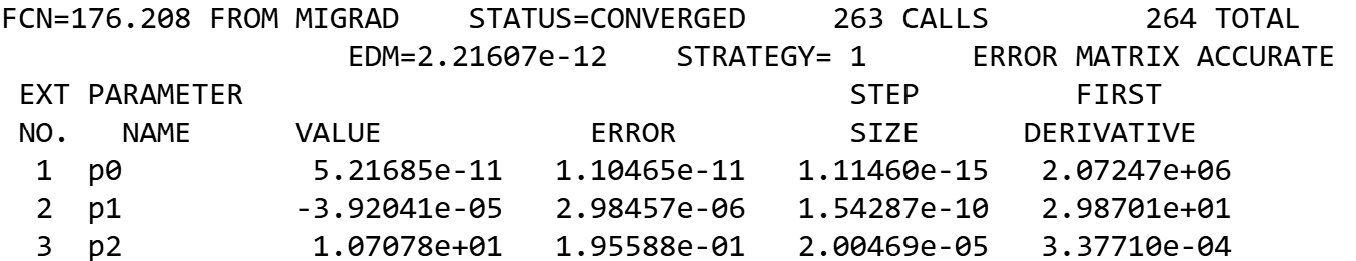 FCN=176.208 FROM MIGRAD    STATUS=CONVERGED     263 CALLS         264 TOTAL
                    EDM=2.21607e-12    STRATEGY= 1      ERROR MATRIX ACCURATE
 EXT PARAMETER                                   STEP         FIRST
 NO.   NAME      VALUE            ERROR          SIZE      DERIVATIVE
  1  p0           5.21685e-11   1.10465e-11   1.11460e-15   2.07247e+06
  2  p1          -3.92041e-05   2.98457e-06   1.54287e-10   2.98701e+01
  3  p2           1.07078e+01   1.95588e-01   2.00469e-05   3.37710e-04